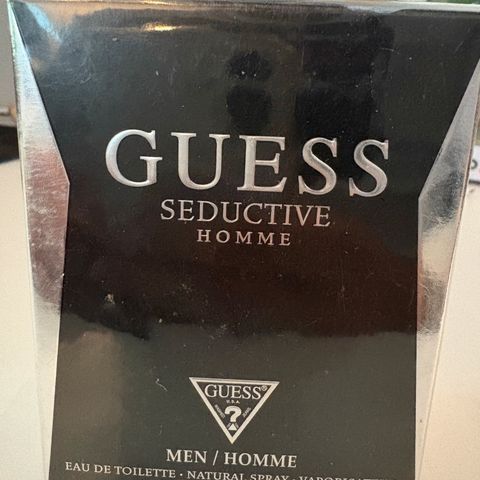 GUESS
SEDUCTIVE
HOMME
GUESS®
U.S.A.
?
MEN / HOMME
EAU DE TOILETTE · NATURAL SPRAY ·